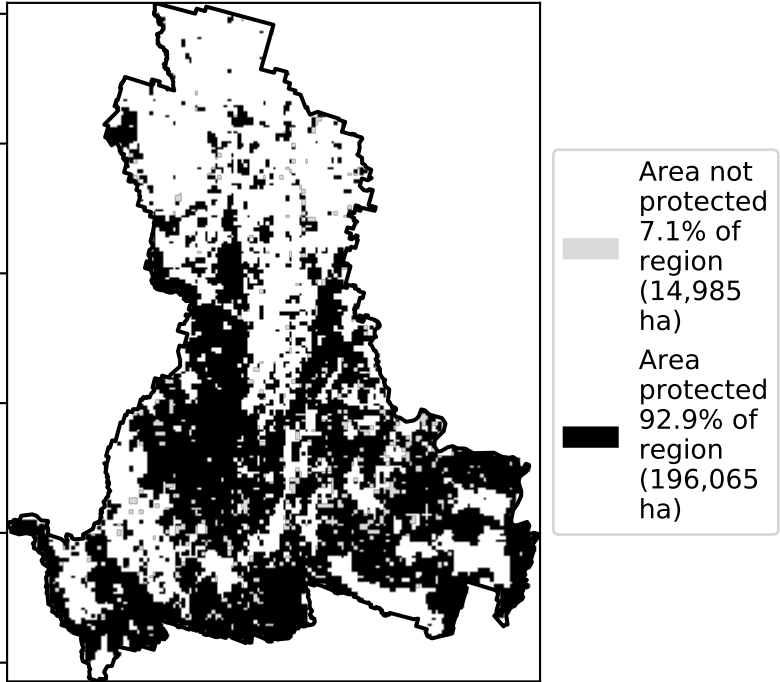 Area not
protected
7.1% of
region
(14,985
ha)
Area
protected
92.9% of
region
(196,065
ha)